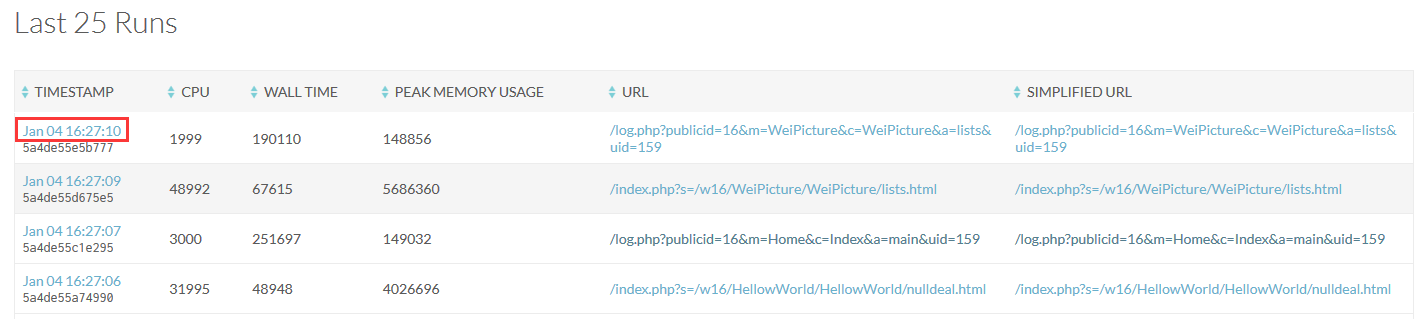 Last 25 Runs
TIMESTAMP CPU WALL TIME PEAK MEMORY USAGE URL SIMPLIFIED URL
Jan 04 16:27:10 1999 190110 148856 /log.php?publicid=16&m=WeiPicture&c=WeiPicture&a=lists& /log.php?publicid=16&m=WeiPicture&c=WeiPicture&a=lists&
5a4de55e5b777 uid=159 uid=159
Jan 04 16:27:09 48992 67615 5686360 /index.php?s=/w16/WeiPicture/WeiPicture/lists.html /index.php?s=/w16/WeiPicture/WeiPicture/lists.html
5a4de55d675e5
Jan 04 16:27:07 3000 251697 149032 /log.php?publicid=16&m=Home&c=Index&a=main&uid=159 /log.php?publicid=16&m=Home&c=Index&a=main&uid=159
5a4de55c1e295
Jan 04 16:27:06 31995 48948 4026696 /index.php?s=/w16/HellowWorld/HellowWorld/nulldeal.html /index.php?s=/w16/HellowWorld/HellowWorld/nulldeal.html
5a4de55a74990